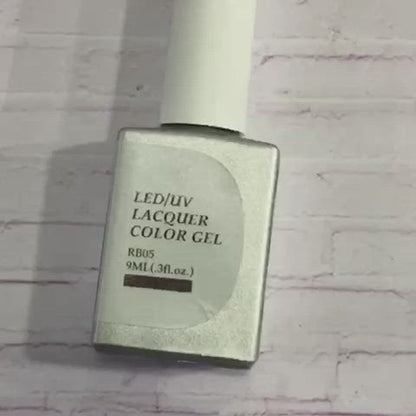 LED/UV
LACQUER
COLOR GEL
RB05
9ML(.3fl.oz.)